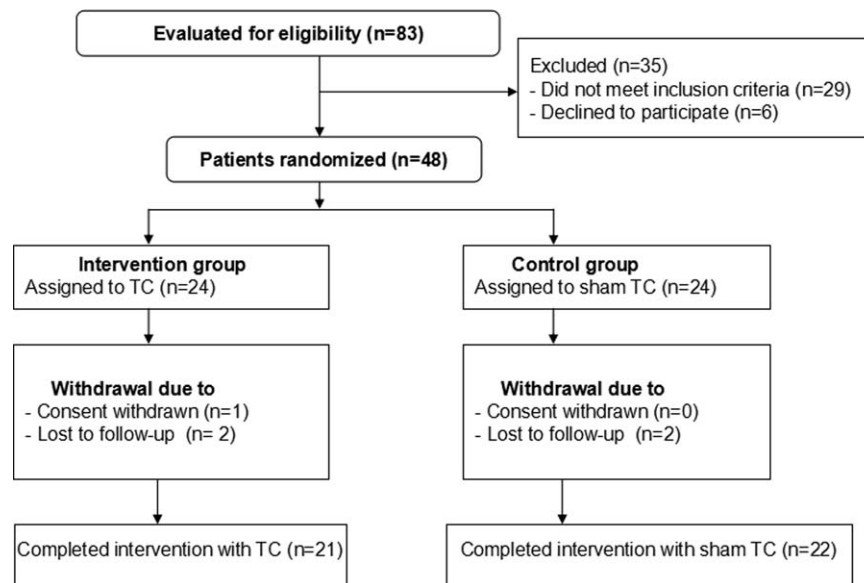 Evaluated for eligibility (n=83)
Excluded (n=35)
- Did not meet inclusion criteria (n=29)
- Declined to participate (n=6)
Patients randomized (n=48)
Intervention group
Assigned to TC (n=24)
Control group
Assigned to sham TC (n=24)
Withdrawal due to
- Consent withdrawn (n=1)
- Lost to follow-up (n= 2)
Withdrawal due to
- Consent withdrawn (n=0)
- Lost to follow-up (n=2)
Completed intervention with TC (n=21)
Completed intervention with sham TC (n=22)